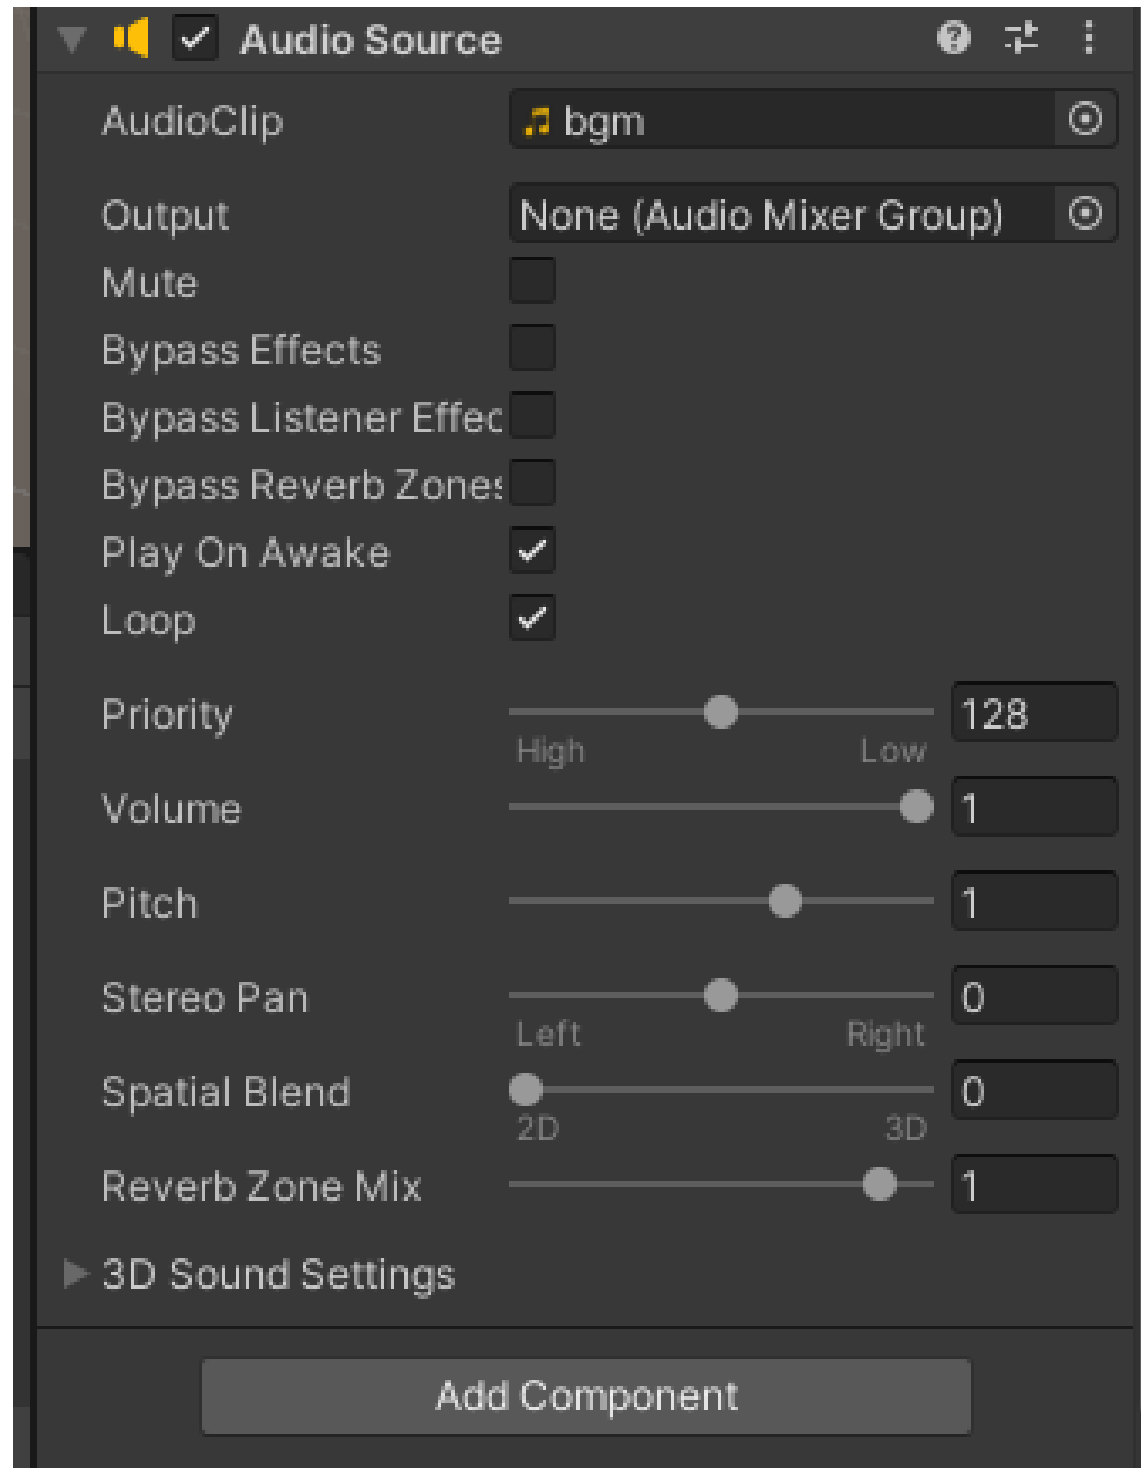 Audio Source
AudioClip bgm
Output None (Audio Mixer Group)
Mute
Bypass Effects
Bypass Listener Effec
Bypass Reverb Zones
Play On Awake
Loop
Priority 128
High Low
Volume 1
Pitch 1
Stereo Pan 0
Left Right
Spatial Blend 0
2D 3D
Reverb Zone Mix 1
3D Sound Settings
Add Component